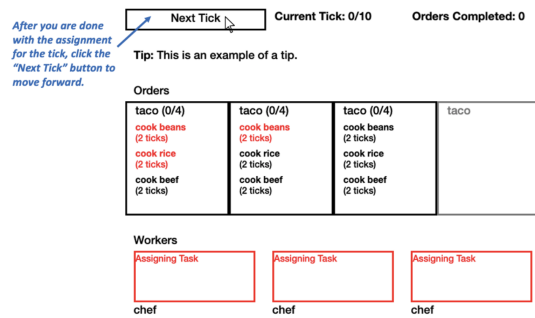 After you are done
with the assignment
for the tick, click the
“Next Tick” button to
move forward.
Next Tick
Current Tick: 0/10
Orders Completed: 0
Tip: This is an example of a tip.
Orders
taco (0/4)
cook beans
(2 ticks)
cook rice
(2 ticks)
cook beef
(2 ticks)
taco (0/4)
cook beans
(2 ticks)
cook rice
(2 ticks)
cook beef
(2 ticks)
taco (0/4)
cook beans
(2 ticks)
cook rice
(2 ticks)
cook beef
(2 ticks)
taco
Workers
Assigning Task
Assigning Task
Assigning Task
chef
chef
chef